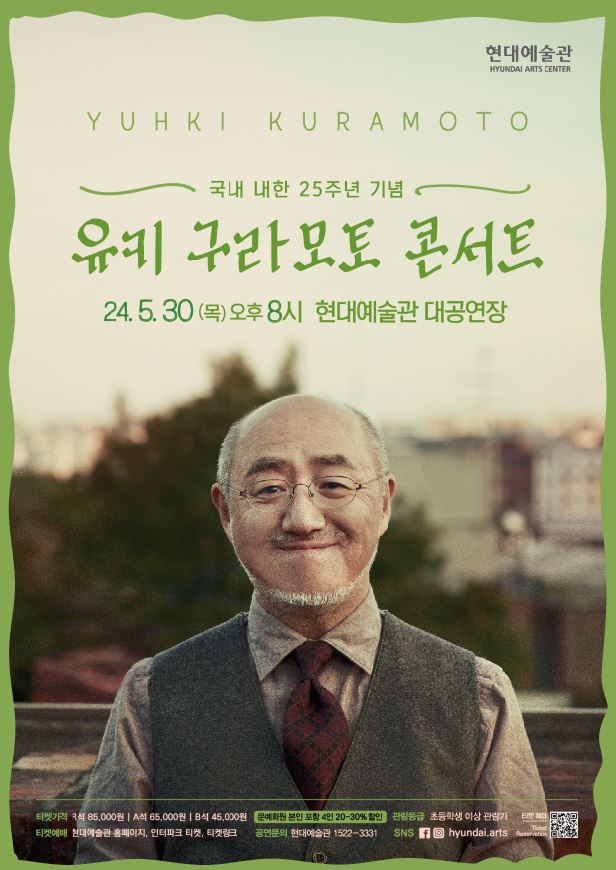 현대예술관
HYUNDAI ARTS CENTER
YUHKI KURAMOTO
국내 내한 25주년 기념
유키 구라모토 콘서트
24. 5. 30 (목) 오후 8시 현대예술관 대공연장
티켓가격 R석 85,000원 | A석 65,000원 | B석 45,000원 문예회원 본인 포함 4인 20-30% 할인 관람등급 초등학생 이상 관람가
티켓예매 현대예술관 홈페이지, 인터파크 티켓, 티켓링크 공연문의 현대예술관 1522-3331 SNS hyundai.arts
티켓 예매
Ticket
Reservation